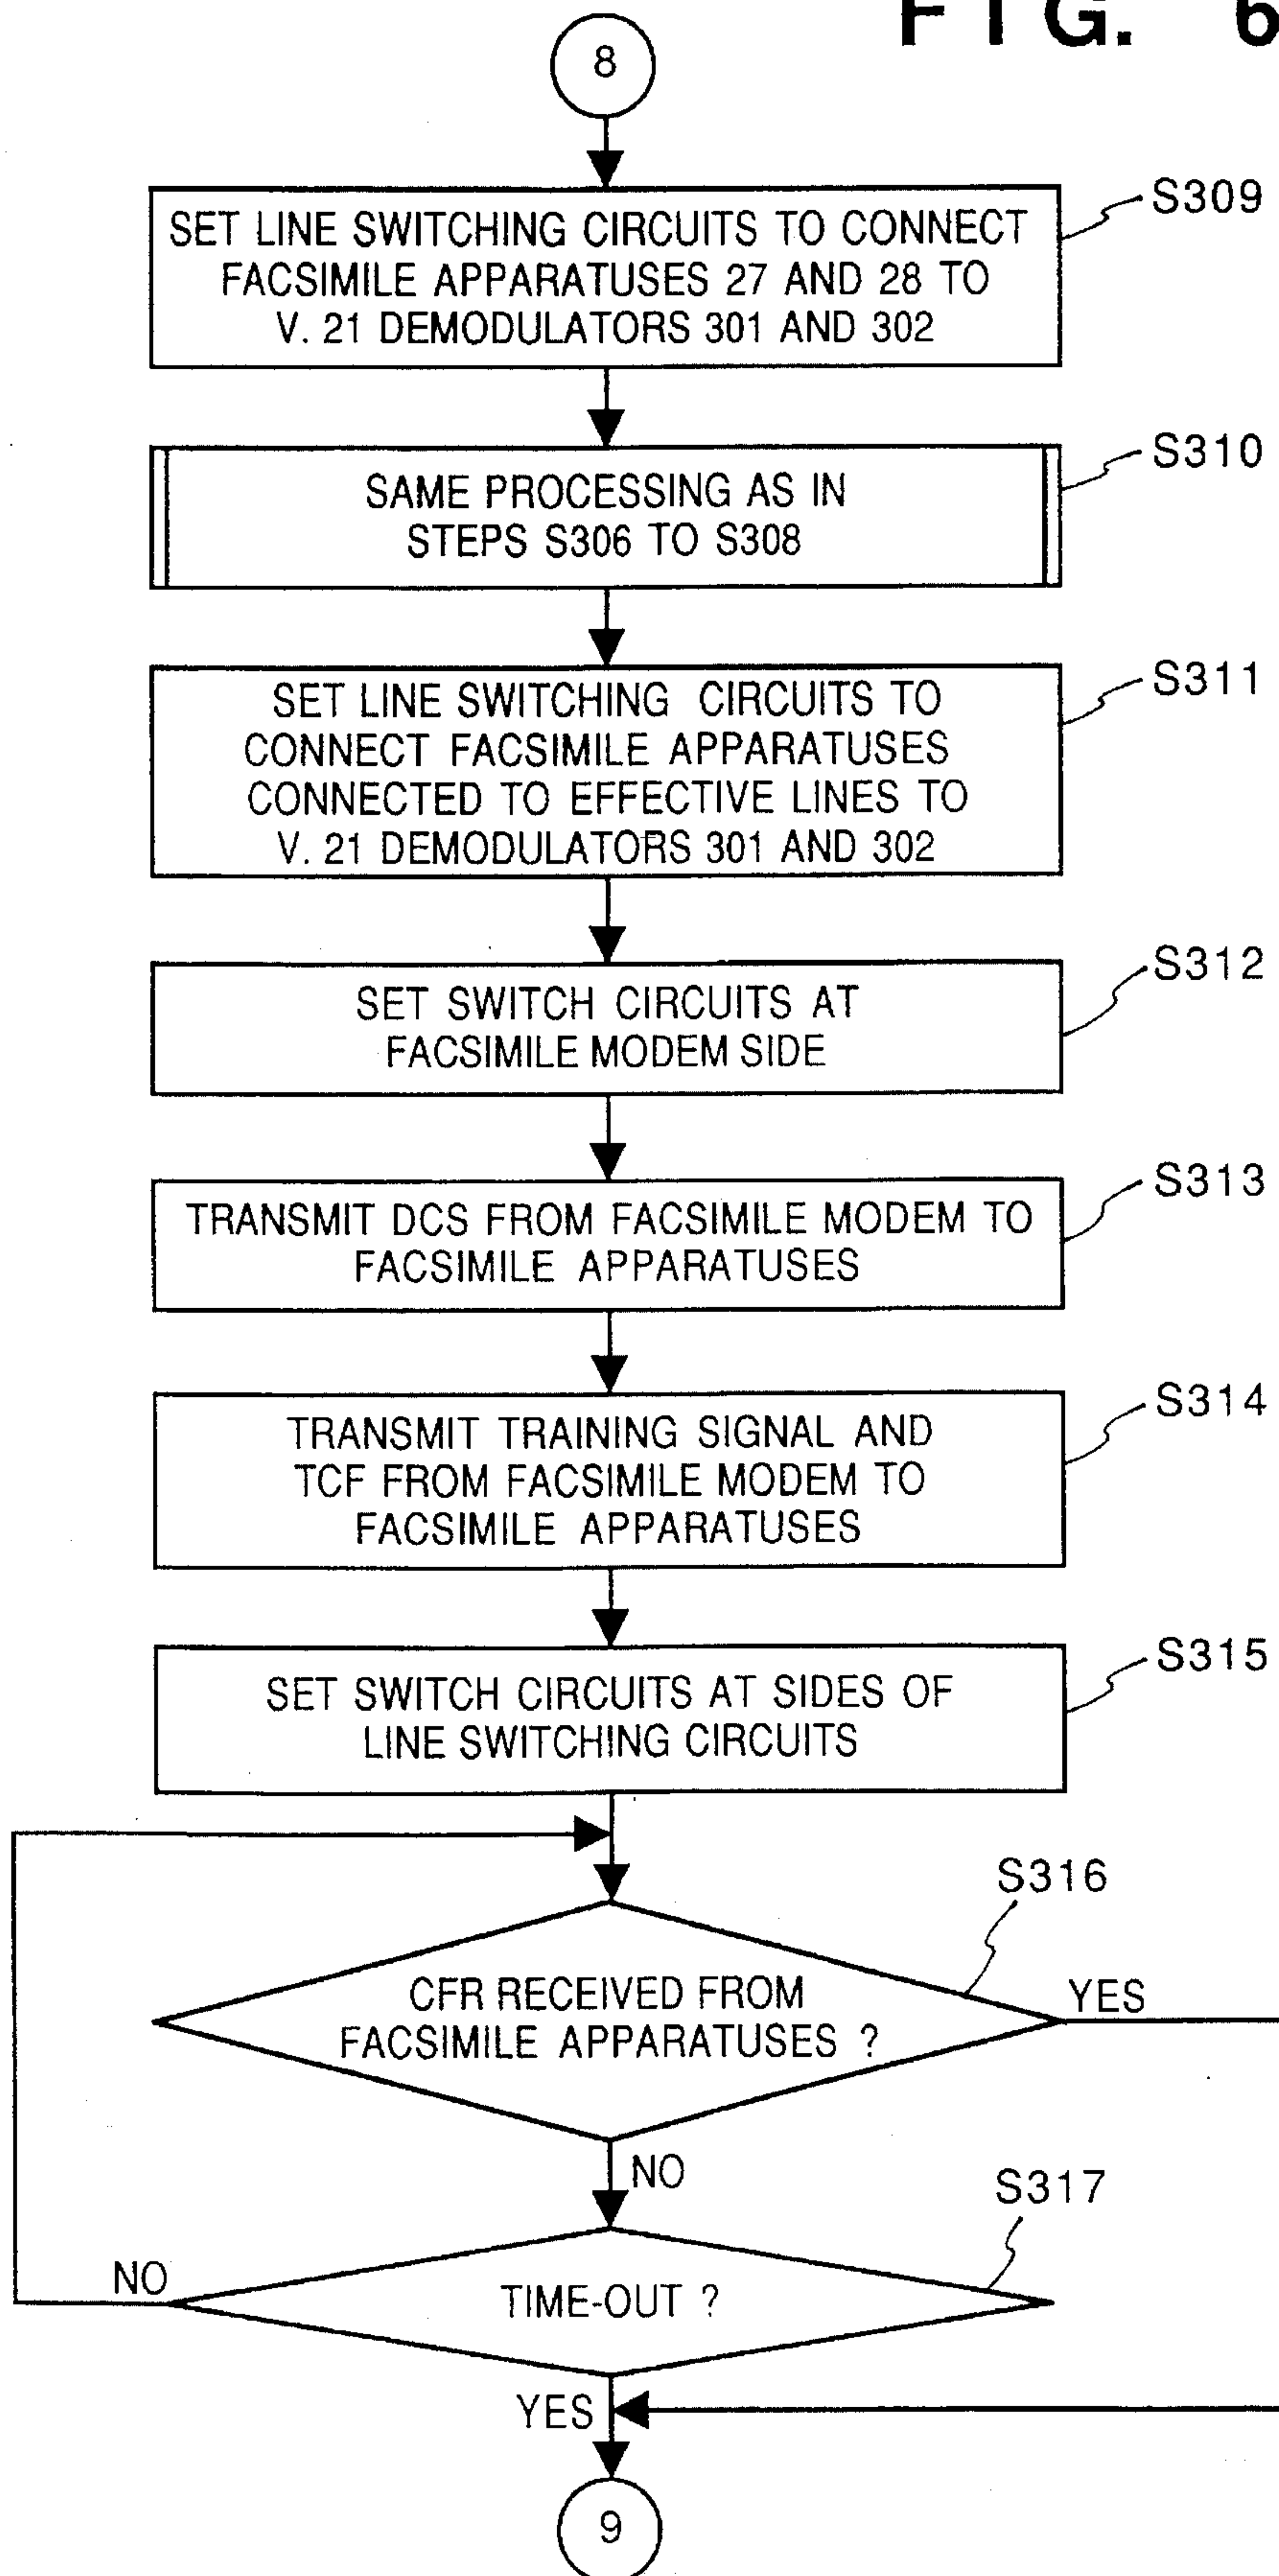 FIG. 6
8
S309
SET LINE SWITCHING CIRCUITS TO CONNECT
FACSIMILE APPARATUSES 27 AND 28 TO
V. 21 DEMODULATORS 301 AND 302
S310
SAME PROCESSING AS IN
STEPS S306 TO S308
S311
SET LINE SWITCHING CIRCUITS TO
CONNECT FACSIMILE APPARATUSES
CONNECTED TO EFFECTIVE LINES TO
V. 21 DEMODULATORS 301 AND 302
S312
SET SWITCH CIRCUITS AT
FACSIMILE MODEM SIDE
S313
TRANSMIT DCS FROM FACSIMILE MODEM TO
FACSIMILE APPARATUSES
S314
TRANSMIT TRAINING SIGNAL AND
TCF FROM FACSIMILE MODEM TO
FACSIMILE APPARATUSES
S315
SET SWITCH CIRCUITS AT SIDES OF
LINE SWITCHING CIRCUITS
S316
CFR RECEIVED FROM
FACSIMILE APPARATUSES ?
YES
NO
S317
NO
TIME-OUT ?
YES
9